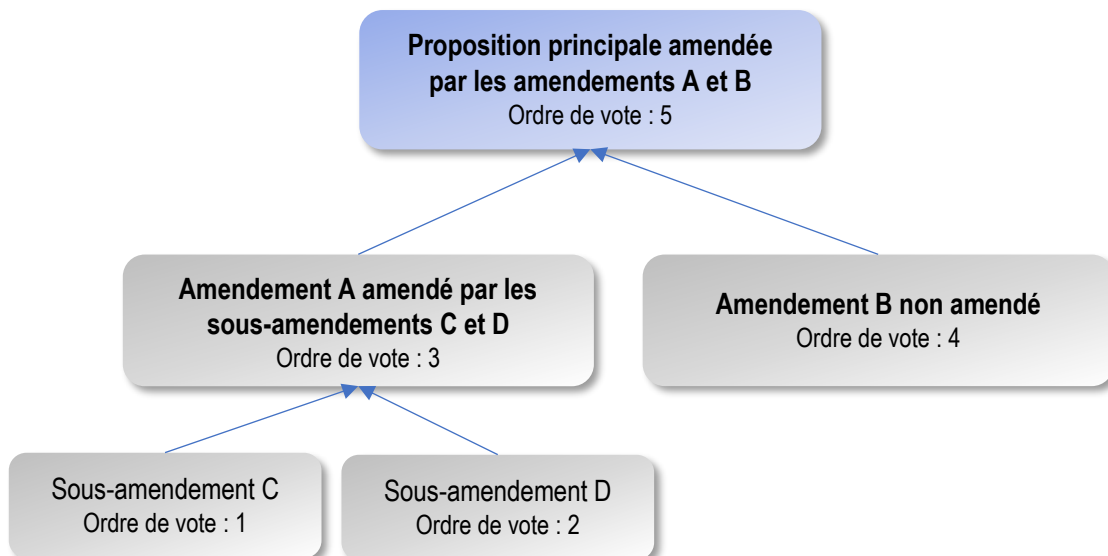 Proposition principale amendée
par les amendements A et B
Ordre de vote : 5
Amendement A amendé par les
sous-amendements C et D
Ordre de vote : 3
Amendement B non amendé
Ordre de vote : 4
Sous-amendement C
Ordre de vote : 1
Sous-amendement D
Ordre de vote : 2